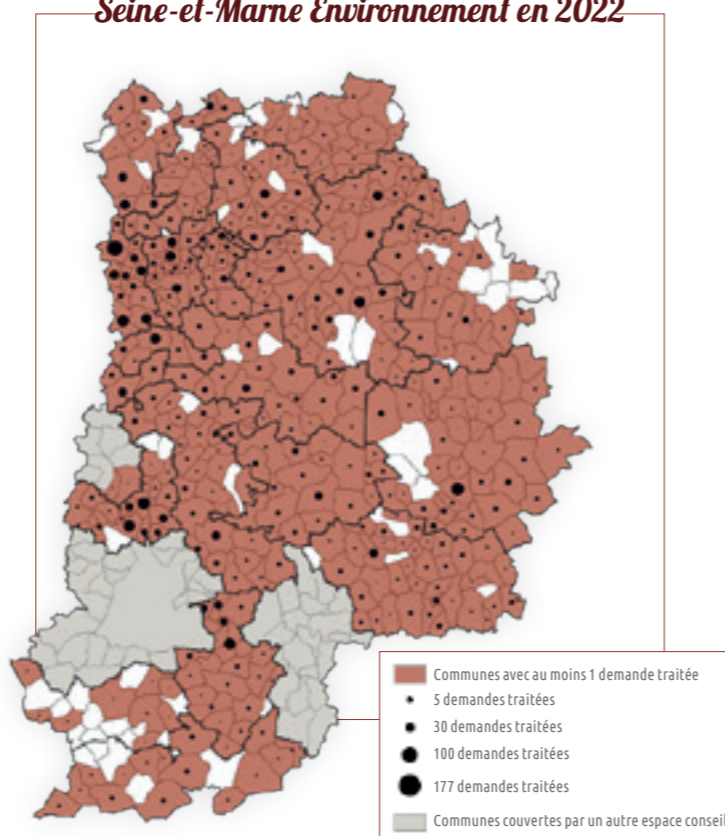 Seine-et-Marne Environnement en 2022
Communes avec au moins 1 demande traitée
5 demandes traitées
30 demandes traitées
100 demandes traitées
177 demandes traitées
Communes couvertes par un autre espace conseil